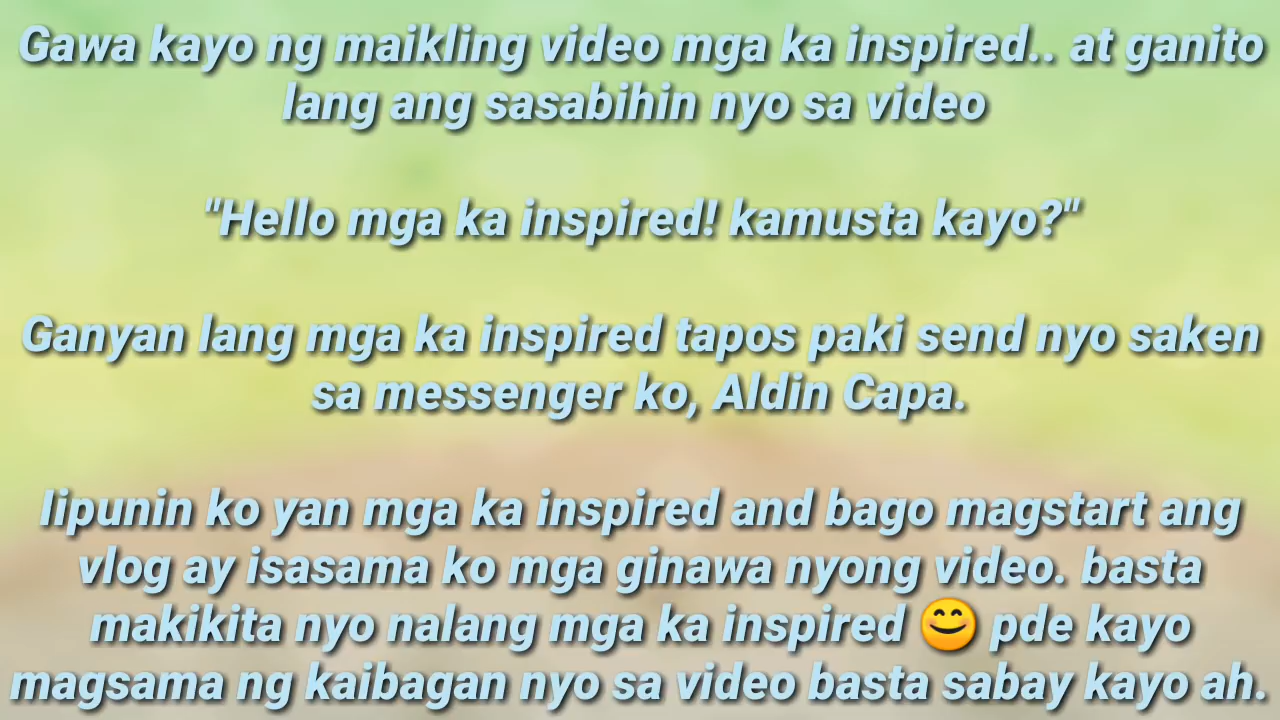 Gawa kayo ng maikling video mga ka inspired.. at ganito
lang ang sasabihin nyo sa video
"Hello mga ka inspired! kamusta kayo?"
Ganyan lang mga ka inspired tapos paki send nyo saken
sa messenger ko, Aldin Capa.
Iipunin ko yan mga ka inspired and bago magstart ang
vlog ay isasama ko mga ginawa nyong video. basta
makikita nyo nalang mga ka inspired 😊 pde kayo
magsama ng kaibagan nyo sa video basta sabay kayo ah.